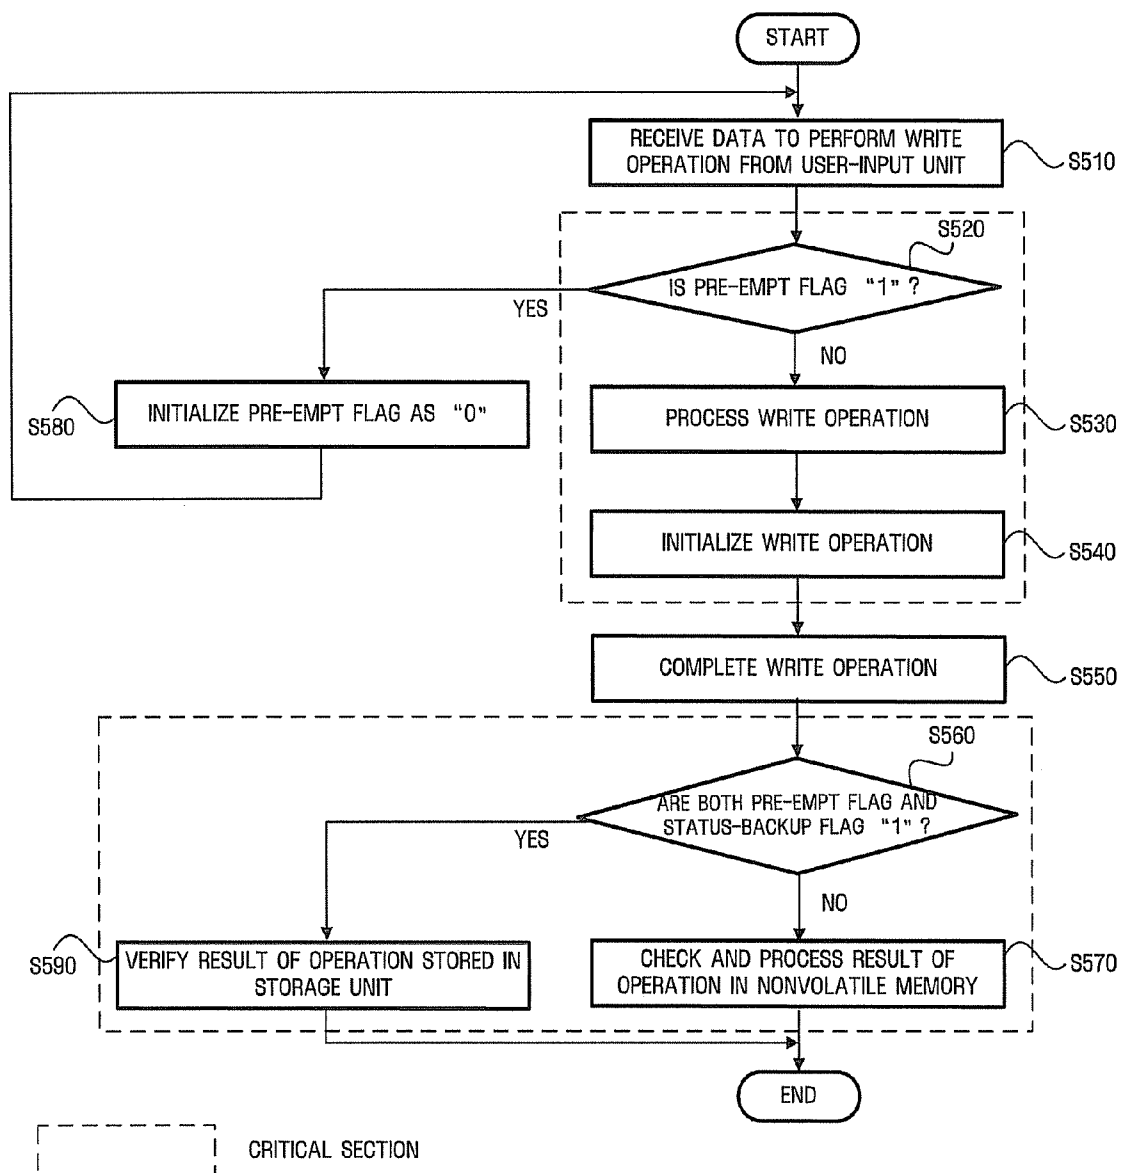 START
RECEIVE DATA TO PERFORM WRITE
OPERATION FROM USER-INPUT UNIT
S510
S520
IS PRE-EMPT FLAG "1" ?
YES
NO
INITIALIZE PRE-EMPT FLAG AS "0"
S580
PROCESS WRITE OPERATION
S530
INITIALIZE WRITE OPERATION
S540
COMPLETE WRITE OPERATION
S550
S560
ARE BOTH PRE-EMPT FLAG AND
STATUS-BACKUP FLAG "1" ?
YES
NO
S590
VERIFY RESULT OF OPERATION STORED IN
STORAGE UNIT
CHECK AND PROCESS RESULT OF
OPERATION IN NONVOLATILE MEMORY
S570
END
CRITICAL SECTION